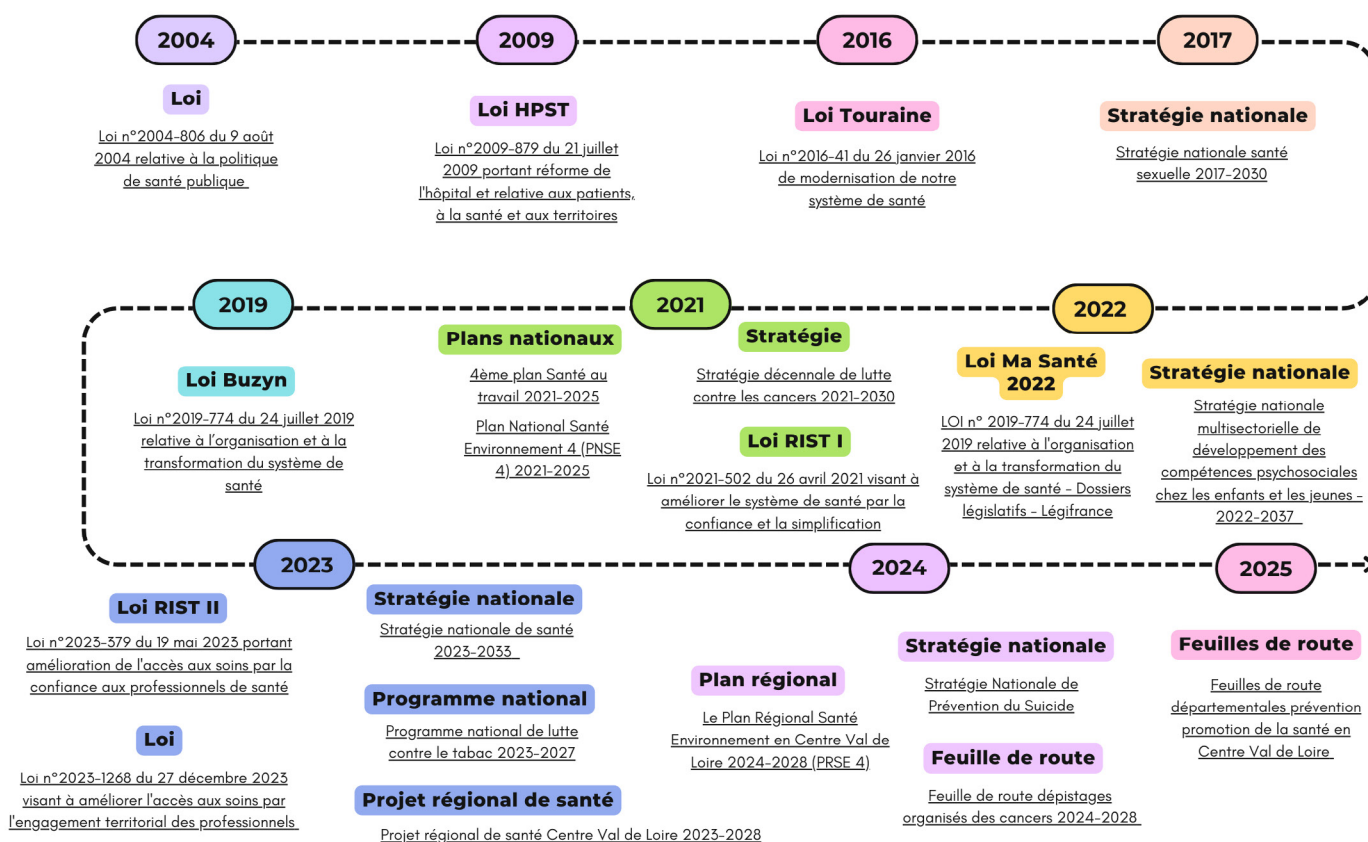 2004
2009
2016
2017
Loi
Loi n°2004-806 du 9 août
2004 relative à la politique
de santé publique
Loi HPST
Loi n°2009-879 du 21 juillet
2009 portant réforme de
l'hôpital et relative aux patients,
à la santé et aux territoires
Loi Touraine
Loi n°2016-41 du 26 janvier 2016
de modernisation de notre
système de santé
Stratégie nationale
Stratégie nationale santé
sexuelle 2017-2030
2019
2021
2022
Loi Buzyn
Loi n°2019-774 du 24 juillet 2019
relative à l'organisation et à la
transformation du système de
santé
Plans nationaux
4ème plan Santé au
travail 2021-2025
Plan National Santé
Environnement 4 (PNSE
4) 2021-2025
Stratégie
Stratégie décennale de lutte
contre les cancers 2021-2030
Loi RIST I
Loi n°2021-502 du 26 avril 2021 visant à
améliorer le système de santé par la
confiance et la simplification
Loi Ma Santé
2022
LOI n° 2019-774 du 24 juillet
2019 relative à l'organisation
et à la transformation du
système de santé - Dossiers
législatifs - Légifrance
Stratégie nationale
Stratégie nationale
multisectorielle de
développement des
compétences psychosociales
chez les enfants et les jeunes -
2022-2037
2023
2024
2025
Loi RIST II
Loi n°2023-379 du 19 mai 2023 portant
amélioration de l'accès aux soins par la
confiance aux professionnels de santé
Loi
Loi n°2023-1268 du 27 décembre 2023
visant à améliorer l'accès aux soins par
l'engagement territorial des professionnels
Stratégie nationale
Stratégie nationale de santé
2023-2033
Programme national
Programme national de lutte
contre le tabac 2023-2027
Projet régional de santé
Projet régional de santé Centre Val de Loire 2023-2028
Plan régional
Le Plan Régional Santé
Environnement en Centre Val de
Loire 2024-2028 (PRSE 4)
Stratégie nationale
Stratégie Nationale de
Prévention du Suicide
Feuille de route
Feuille de route dépistages
organisés des cancers 2024-2028
Feuilles de route
Feuilles de route
départementales prévention
promotion de la santé en
Centre Val de Loire